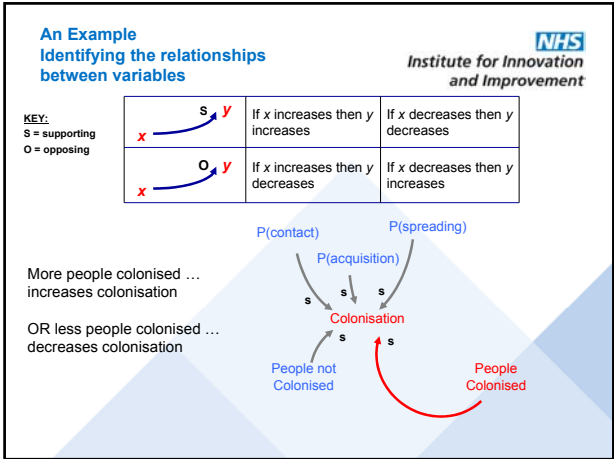 An Example
Identifying the relationships
between variables
NHS
Institute for Innovation
and Improvement
KEY:
S = supporting
O = opposing
x S y
If x increases then y
increases
If x decreases then y
decreases
x O y
If x increases then y
decreases
If x decreases then y
increases
More people colonised …
increases colonisation
OR less people colonised …
decreases colonisation
P(contact)
P(spreading)
P(acquisition)
s
s
s
Colonisation
s
s
People not
Colonised
People
Colonised